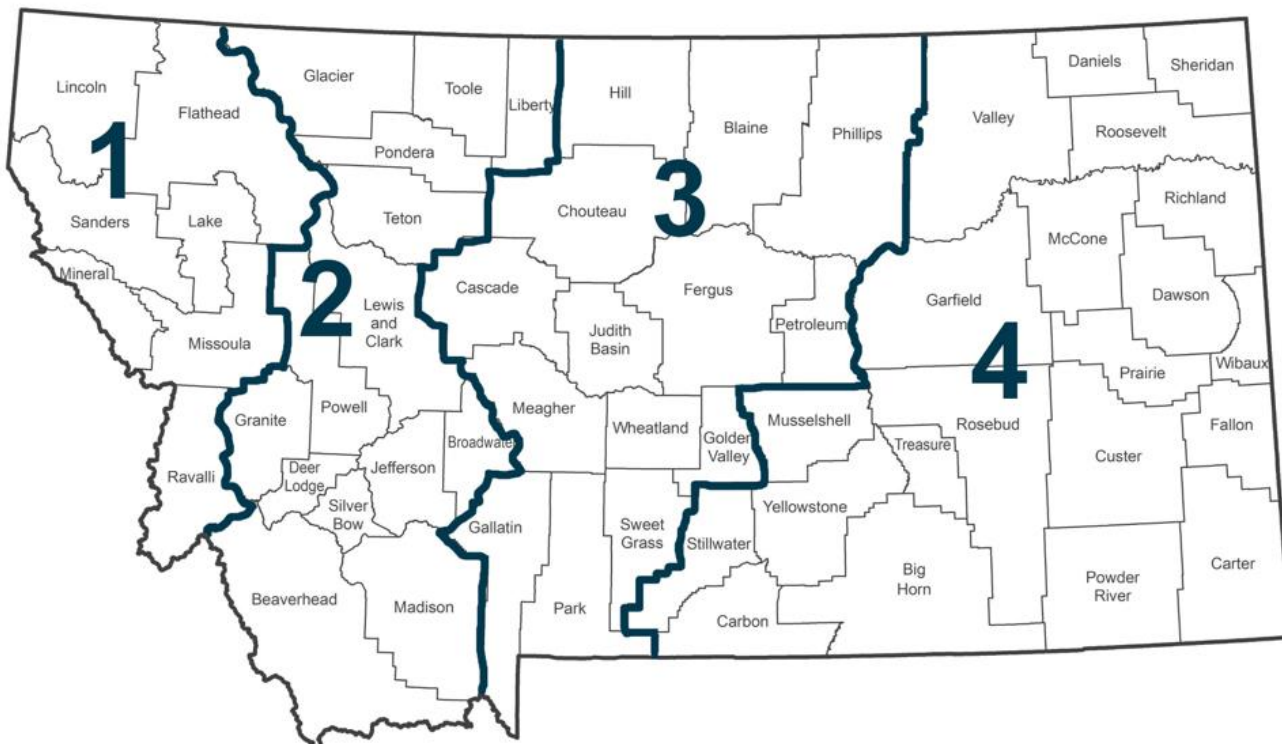 Lincoln
Flathead
Glacier
Toole
Liberty
Hill
Blaine
Phillips
Valley
Daniels
Sheridan
Roosevelt
1
Pondera
Sanders
Lake
Teton
Chouteau
3
McCone
Richland
Mineral
2
Lewis
and
Clark
Cascade
Fergus
Garfield
Dawson
Missoula
Judith
Basin
Petroleum
4
Prairie
Wibaux
Granite
Powell
Meagher
Wheatland
Golden
Valley
Musselshell
Rosebud
Fallon
Ravalli
Deer
Lodge
Jefferson
Broadwater
Treasure
Custer
Silver
Bow
Gallatin
Sweet
Grass
Stillwater
Yellowstone
Beaverhead
Madison
Park
Carbon
Big
Horn
Powder
River
Carter